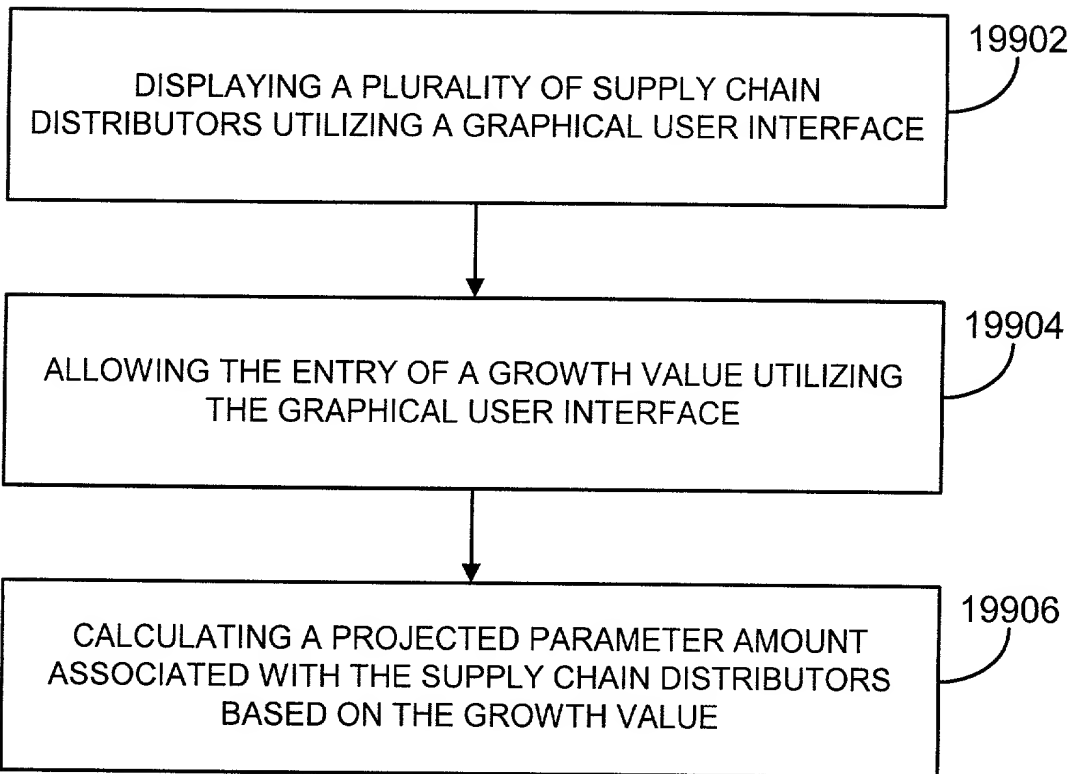 19902
DISPLAYING A PLURALITY OF SUPPLY CHAIN
DISTRIBUTORS UTILIZING A GRAPHICAL USER INTERFACE
19904
ALLOWING THE ENTRY OF A GROWTH VALUE UTILIZING
THE GRAPHICAL USER INTERFACE
19906
CALCULATING A PROJECTED PARAMETER AMOUNT
ASSOCIATED WITH THE SUPPLY CHAIN DISTRIBUTORS
BASED ON THE GROWTH VALUE